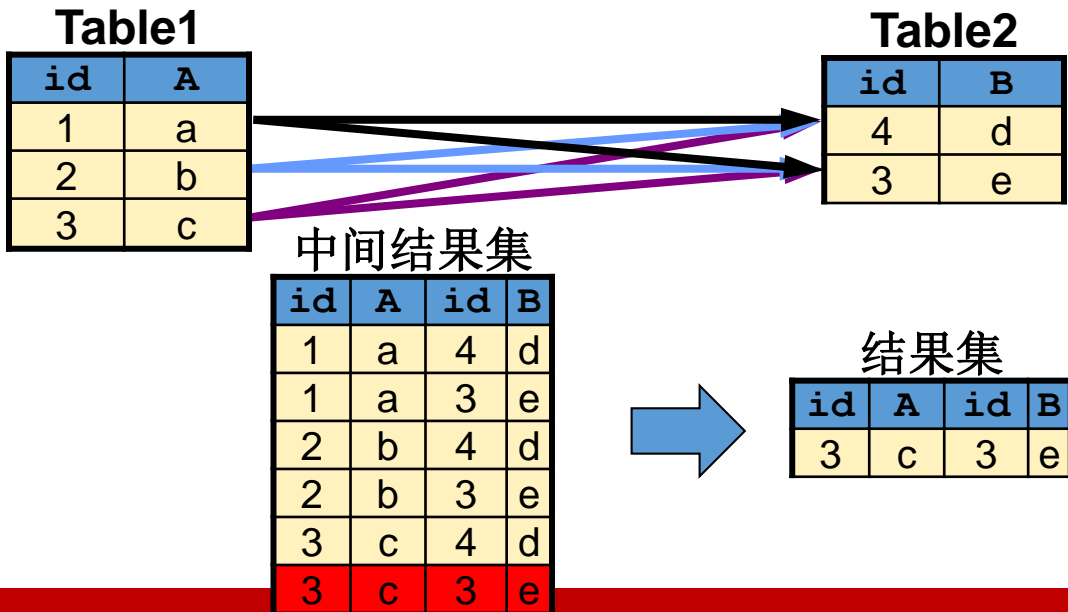 Table1
id A
1 a
2 b
3 c
Table2
id B
4 d
3 e
中间结果集
id A id B
1 a 4 d
1 a 3 e
2 b 4 d
2 b 3 e
3 c 4 d
3 c 3 e
结果集
id A id B
3 c 3 e